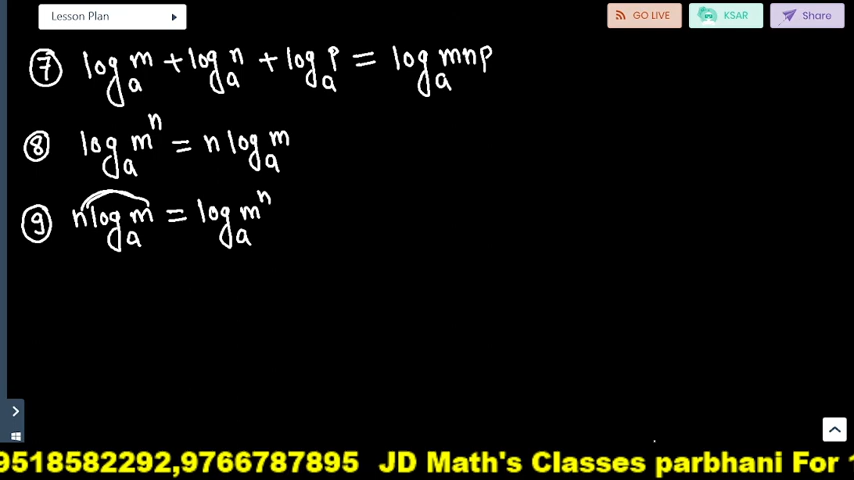 Lesson Plan
GO LIVE
KSAR
Share
⑦ logₐm + logₐn + logₐp = logₐmnp
⑧ logₐmⁿ = n logₐm
⑨ n logₐm = logₐmⁿ
9518582292,9766787895 JD Math's Classes parbhani For 1